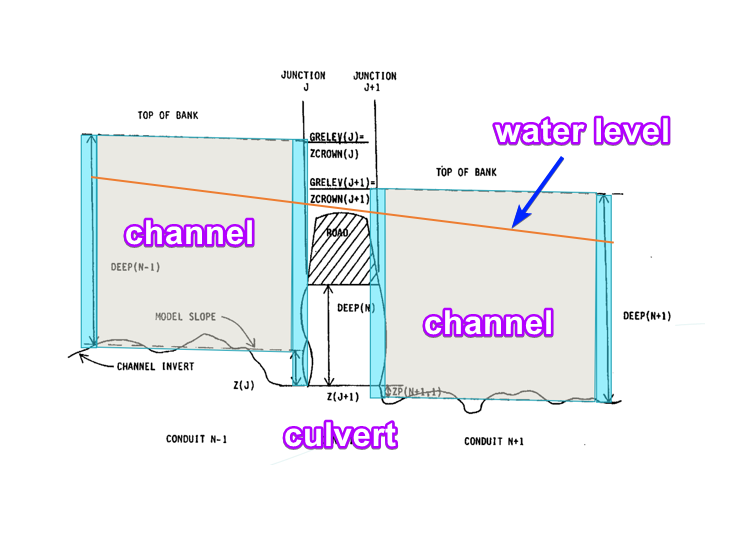 JUNCTION JUNCTION
J J+1
TOP OF BANK
GRELEV(J)=
ZCROWN(J)
water level
TOP OF BANK
GRELEV(J+1)=
ZCROWN(J+1)
channel
ROAD
DEEP(N-1)
DEEP(N)
MODEL SLOPE
channel
DEEP(N+1)
CHANNEL INVERT
Z(J)
Z(J+1)
ZP(N+1,1)
culvert
CONDUIT N-1
CONDUIT N+1